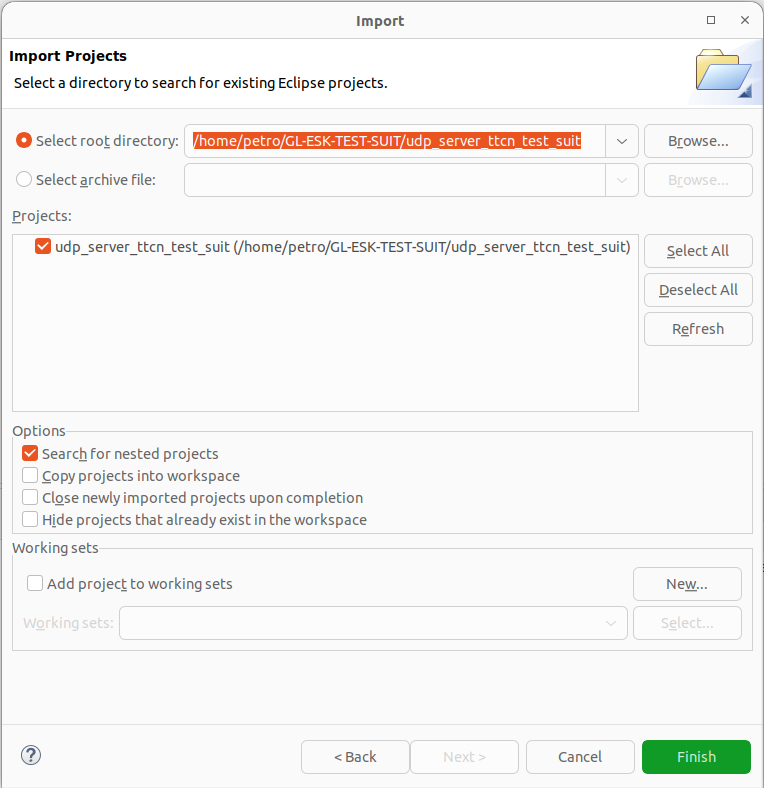 Import
Import Projects
Select a directory to search for existing Eclipse projects.
Select root directory: /home/petro/GL-ESK-TEST-SUIT/udp_server_ttcn_test_suit Browse...
Select archive file: Browse...
Projects:
udp_server_ttcn_test_suit (/home/petro/GL-ESK-TEST-SUIT/udp_server_ttcn_test_suit)
Select All
Deselect All
Refresh
Options
Search for nested projects
Copy projects into workspace
Close newly imported projects upon completion
Hide projects that already exist in the workspace
Working sets
Add project to working sets New...
Working sets: Select...
? < Back Next > Cancel Finish